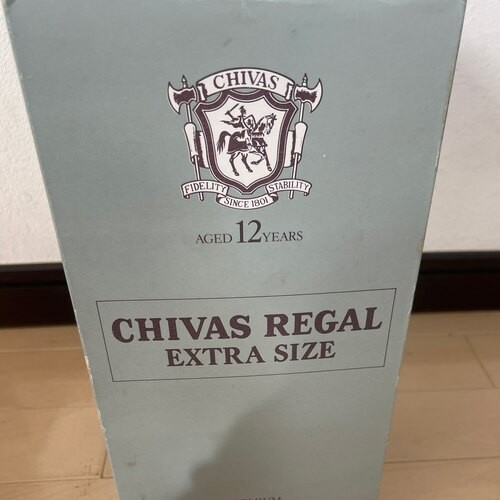 CHIVAS
FIDELITY
STABILITY
SINCE 1801
AGED 12 YEARS
CHIVAS REGAL
EXTRA SIZE